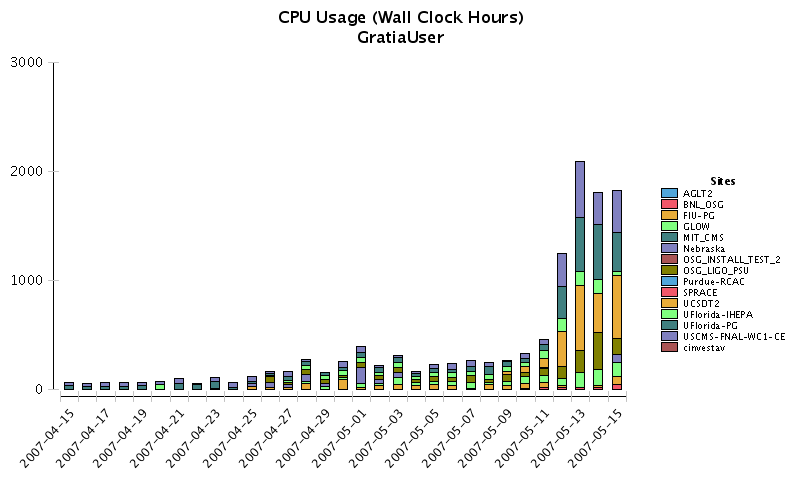 CPU Usage (Wall Clock Hours)
GratiaUser
3000
2000
1000
0
2007-04-15
2007-04-17
2007-04-19
2007-04-21
2007-04-23
2007-04-25
2007-04-27
2007-04-29
2007-05-01
2007-05-03
2007-05-05
2007-05-07
2007-05-09
2007-05-11
2007-05-13
2007-05-15
Sites
AGLT2
BNL_OSG
FIU-PG
GLOW
MIT_CMS
Nebraska
OSG_INSTALL_TEST_2
OSG_LIGO_PSU
Purdue-RCAC
SPRACE
UCSDT2
UFlorida-IHEPA
UFlorida-PG
USCMS-FNAL-WC1-CE
cinvestav